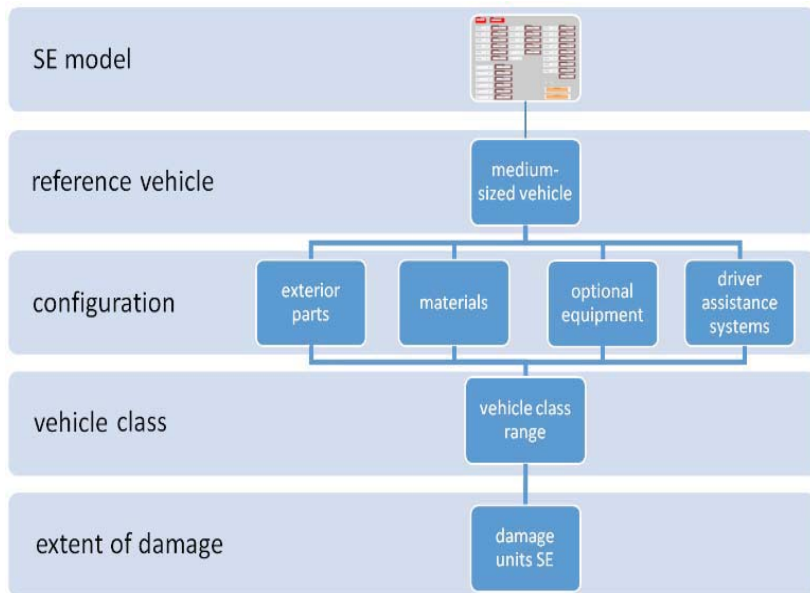 SE model
reference vehicle
medium-
sized vehicle
configuration
exterior
parts
materials
optional
equipment
driver
assistance
systems
vehicle class
vehicle class
range
extent of damage
damage
units SE